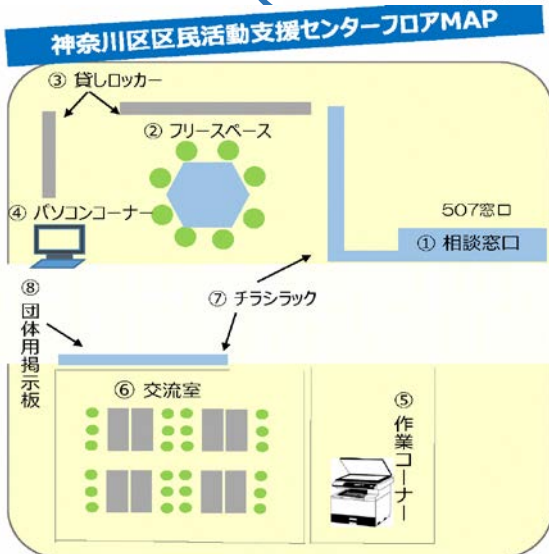 神奈川区区民活動支援センターフロアMAP
③ 貸しロッカー
② フリースペース
④ パソコンコーナー
507窓口
① 相談窓口
⑦ チラシラック
⑧団体用掲示板
⑥ 交流室
⑤作業コーナー